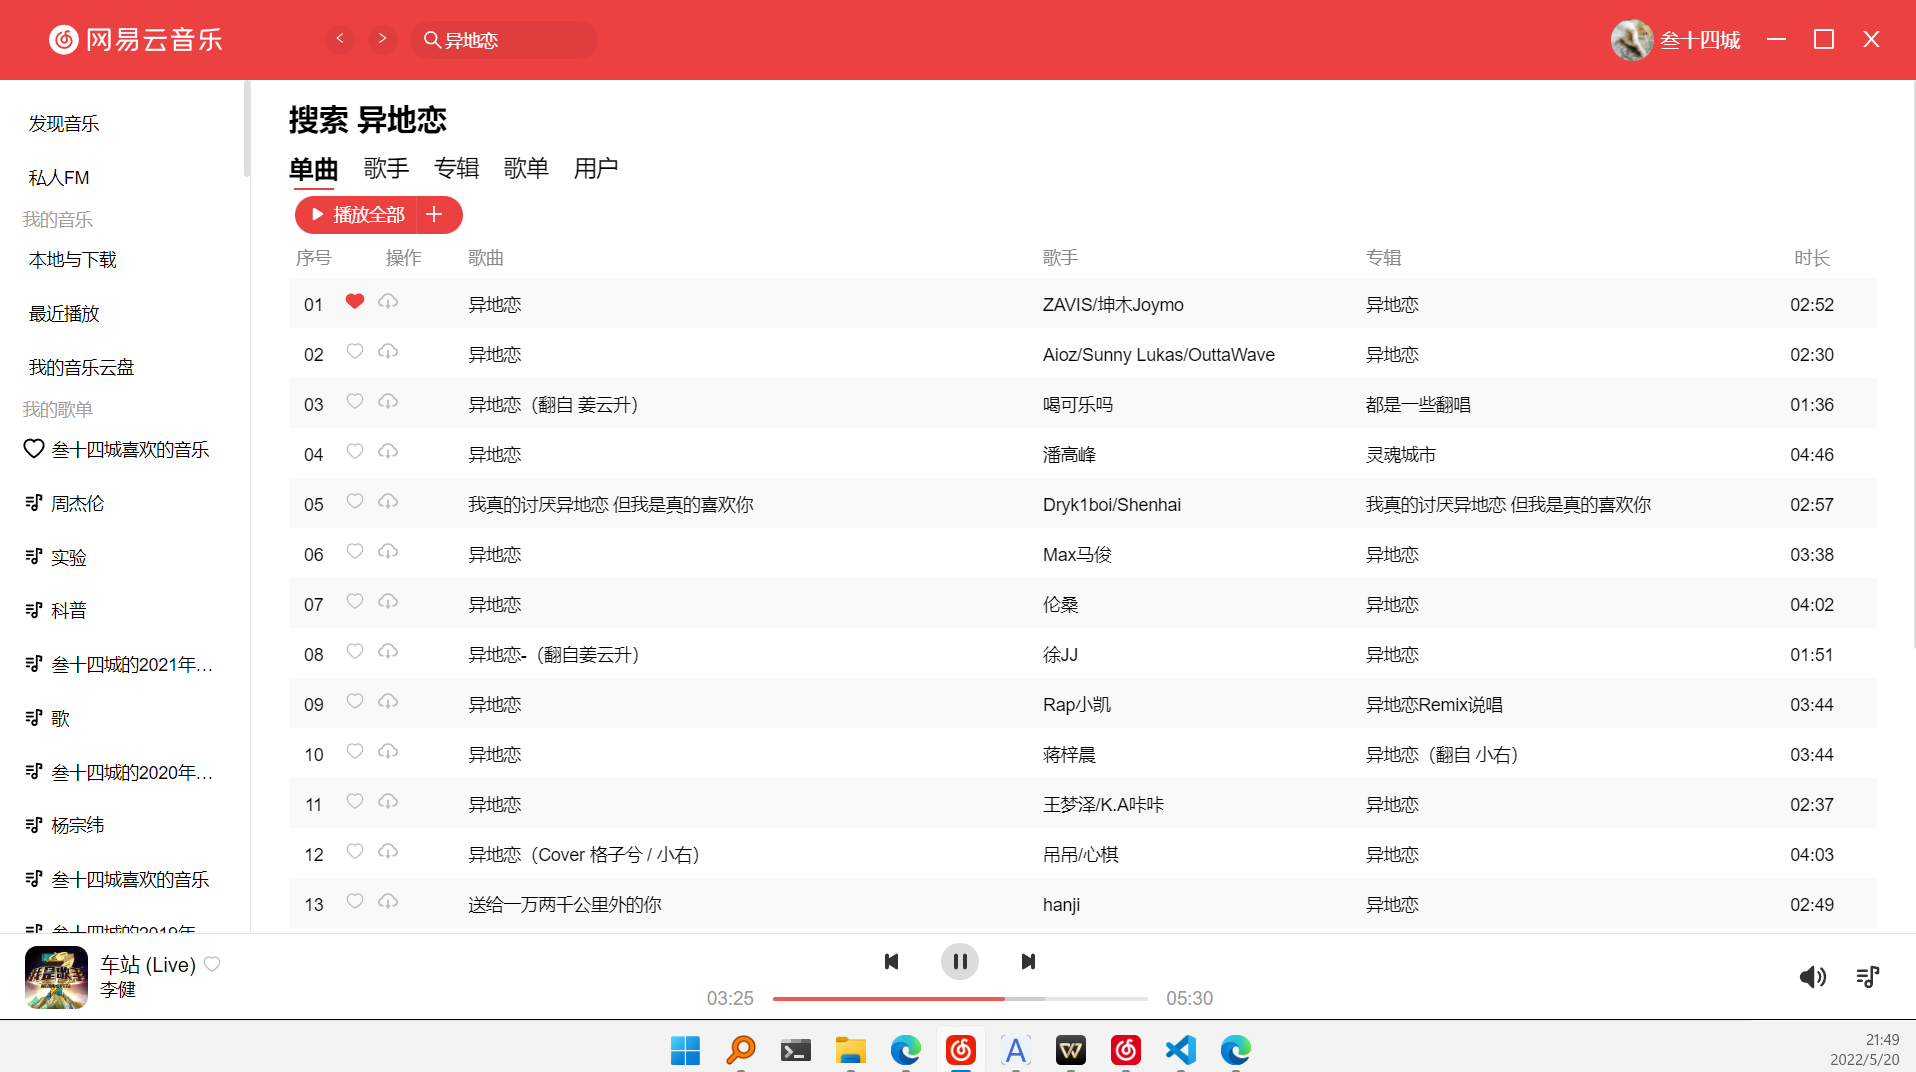 网易云音乐
< > 异地恋
叁十四城
发现音乐
私人FM
我的音乐
本地与下载
最近播放
我的音乐云盘
我的歌单
叁十四城喜欢的音乐
周杰伦
实验
科普
叁十四城的2021年…
歌
叁十四城的2020年…
杨宗纬
叁十四城喜欢的音乐
叁十四城的2019年
搜索 异地恋
单曲 歌手 专辑 歌单 用户
播放全部
序号 操作 歌曲 歌手 专辑 时长
01 异地恋 ZAVIS/坤木Joymo 异地恋 02:52
02 异地恋 Aioz/Sunny Lukas/OuttaWave 异地恋 02:30
03 异地恋（翻自 姜云升） 喝可乐吗 都是一些翻唱 01:36
04 异地恋 潘高峰 灵魂城市 04:46
05 我真的讨厌异地恋 但我是真的喜欢你 Dryk1boi/Shenhai 我真的讨厌异地恋 但我是真的喜欢你 02:57
06 异地恋 Max马俊 异地恋 03:38
07 异地恋 伦桑 异地恋 04:02
08 异地恋-（翻自姜云升） 徐JJ 异地恋 01:51
09 异地恋 Rap小凯 异地恋Remix说唱 03:44
10 异地恋 蒋梓晨 异地恋（翻自 小右） 03:44
11 异地恋 王梦泽/K.A咔咔 异地恋 02:37
12 异地恋（Cover 格子兮 / 小右） 吊吊/心棋 异地恋 04:03
13 送给一万两千公里外的你 hanji 异地恋 02:49
车站 (Live)
李健
03:25 05:30
21:49
2022/5/20